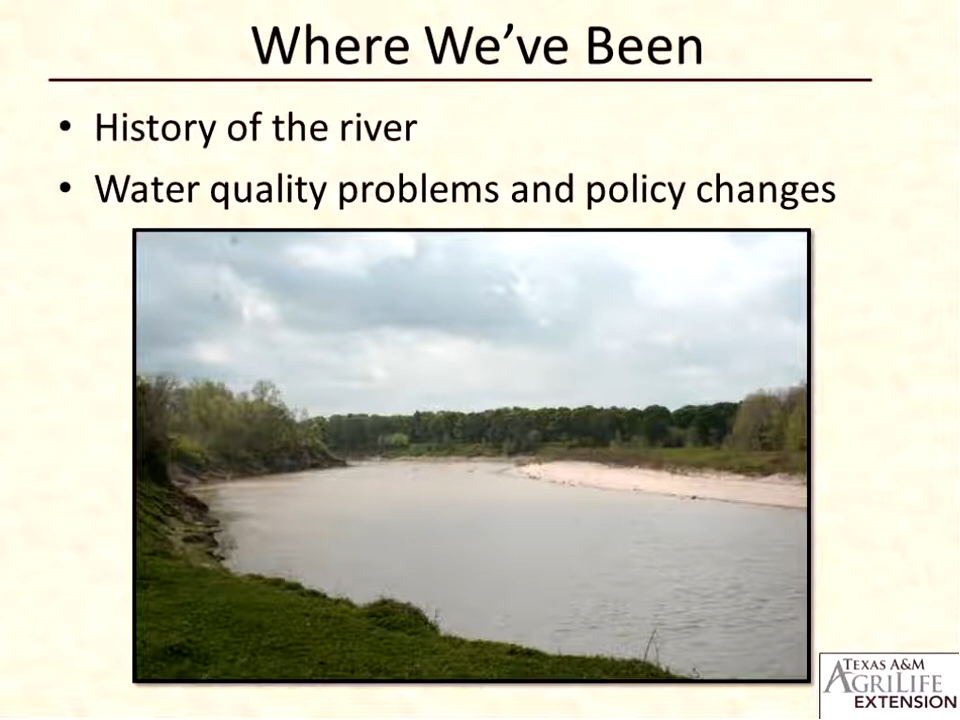 Where We've Been
• History of the river
• Water quality problems and policy changes
TEXAS A&M
AGRILIFE
EXTENSION